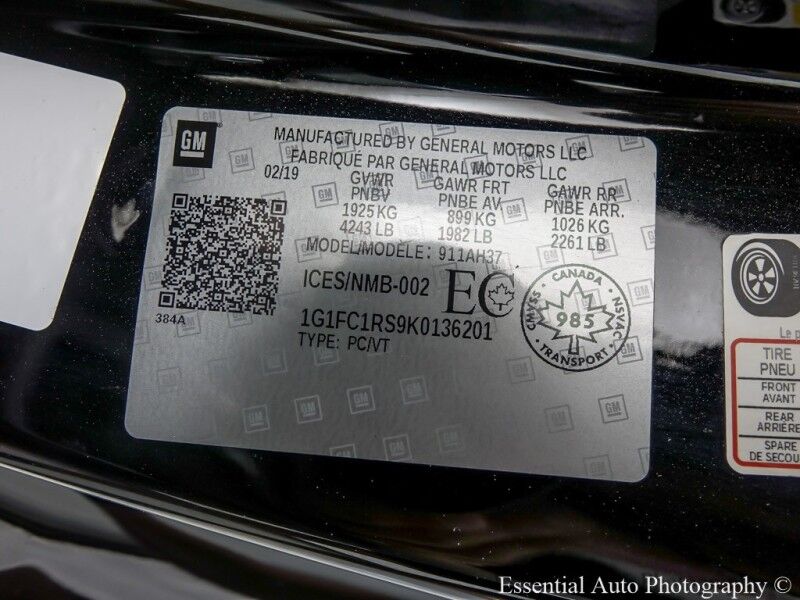 GM
MANUFACTURED BY GENERAL MOTORS LLC
FABRIQUÉ PAR GENERAL MOTORS LLC
02/19
GVWR GAWR FRT GAWR RR
PNBV PNBE AV PNBE ARR.
1925 KG 899 KG 1026 KG
4243 LB 1982 LB 2261 LB
MODEL/MODÈLE: 911AH37
384A
ICES/NMB-002 EC
1G1FC1RS9K0136201
TYPE: PC/VT
CANADA
CMVSS NSVAC
985
TRANSPORT
TIRE
PNEU
FRONT
AVANT
REAR
ARRIÈRE
SPARE
DE SECOU
Essential Auto Photography ©